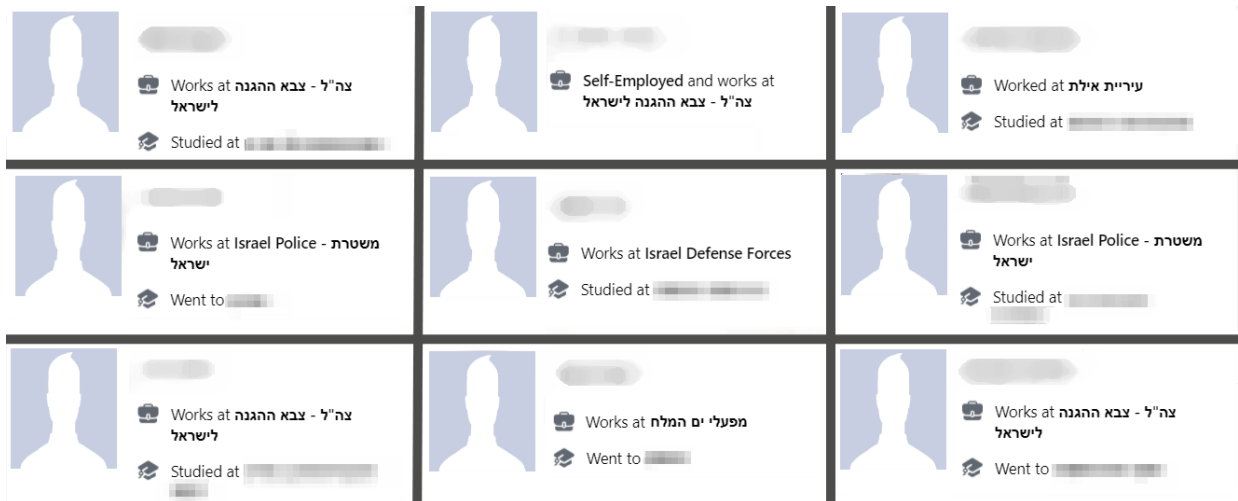 Works at צה"ל - צבא ההגנה
לישראל
Studied at
Self-Employed and works at
צה"ל - צבא ההגנה לישראל
Worked at עיריית אילת
Studied at
Works at Israel Police - משטרת
ישראל
Went to
Works at Israel Defense Forces
Studied at
Works at Israel Police - משטרת
ישראל
Studied at
Works at צה"ל - צבא ההגנה
לישראל
Studied at
Works at מפעלי ים המלח
Went to
Works at צה"ל - צבא ההגנה
לישראל
Went to